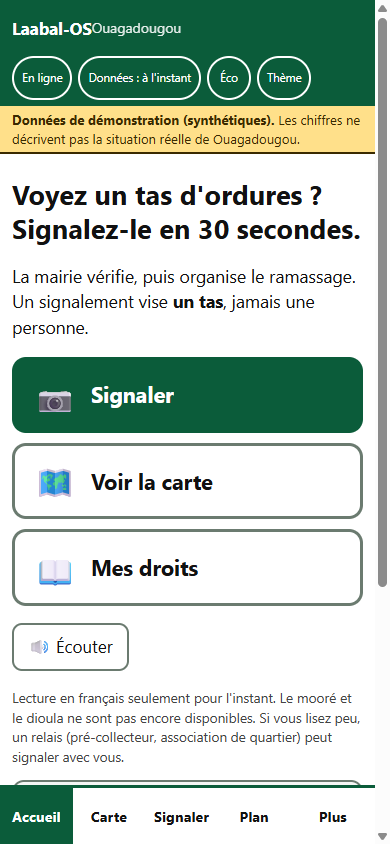 Laabal-OSOuagadougou
En ligne
Données : à l'instant
Éco
Thème
Données de démonstration (synthétiques). Les chiffres ne
décrivent pas la situation réelle de Ouagadougou.
Voyez un tas d'ordures ?
Signalez-le en 30 secondes.
La mairie vérifie, puis organise le ramassage.
Un signalement vise un tas, jamais une
personne.
Signaler
Voir la carte
Mes droits
Écouter
Lecture en français seulement pour l'instant. Le mooré et
le dioula ne sont pas encore disponibles. Si vous lisez peu,
un relais (pré-collecteur, association de quartier) peut
signaler avec vous.
Accueil
Carte
Signaler
Plan
Plus